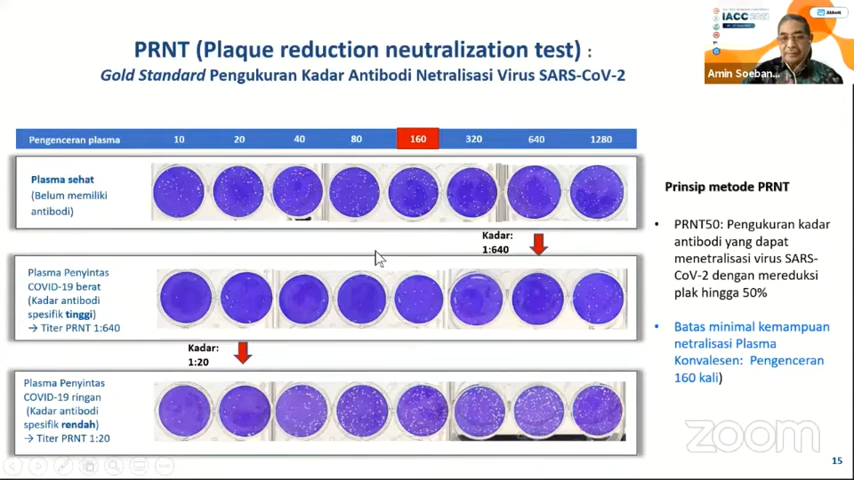 IACC 2021
Abbott
Amin Soeban...
PRNT (Plaque reduction neutralization test) :
Gold Standard Pengukuran Kadar Antibodi Netralisasi Virus SARS-CoV-2
Pengenceran plasma 10 20 40 80 160 320 640 1280
Plasma sehat
(Belum memiliki
antibodi)
Kadar:
1:640
Plasma Penyintas
COVID-19 berat
(Kadar antibodi
spesifik tinggi)
→ Titer PRNT 1:640
Kadar:
1:20
Plasma Penyintas
COVID-19 ringan
(Kadar antibodi
spesifik rendah)
→ Titer PRNT 1:20
Prinsip metode PRNT
• PRNT50: Pengukuran kadar
antibodi yang dapat
menetralisasi virus SARS-
CoV-2 dengan mereduksi
plak hingga 50%
• Batas minimal kemampuan
netralisasi Plasma
Konvalesen: Pengenceran
160 kali)
zoom
15